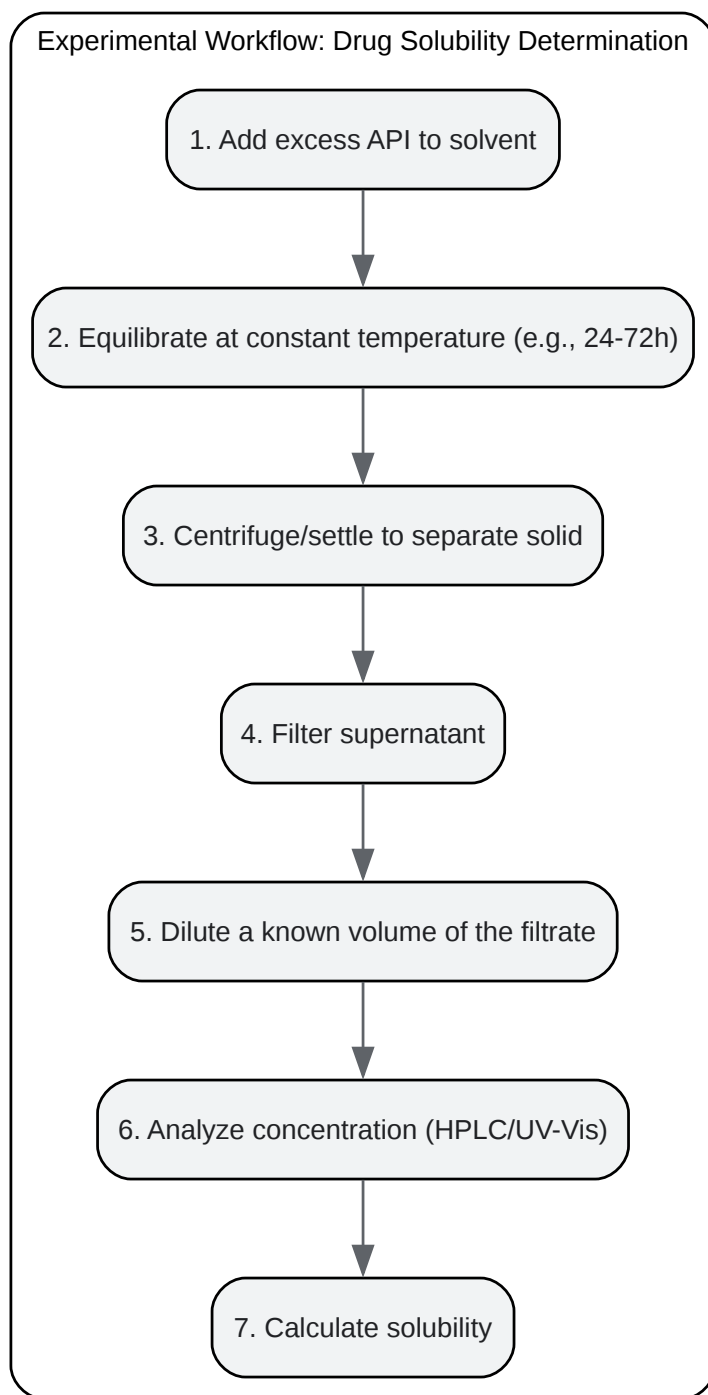 Experimental Workflow: Drug Solubility Determination
1. Add excess API to solvent
2. Equilibrate at constant temperature (e.g., 24-72h)
3. Centrifuge/settle to separate solid
4. Filter supernatant
5. Dilute a known volume of the filtrate
6. Analyze concentration (HPLC/UV-Vis)
7. Calculate solubility